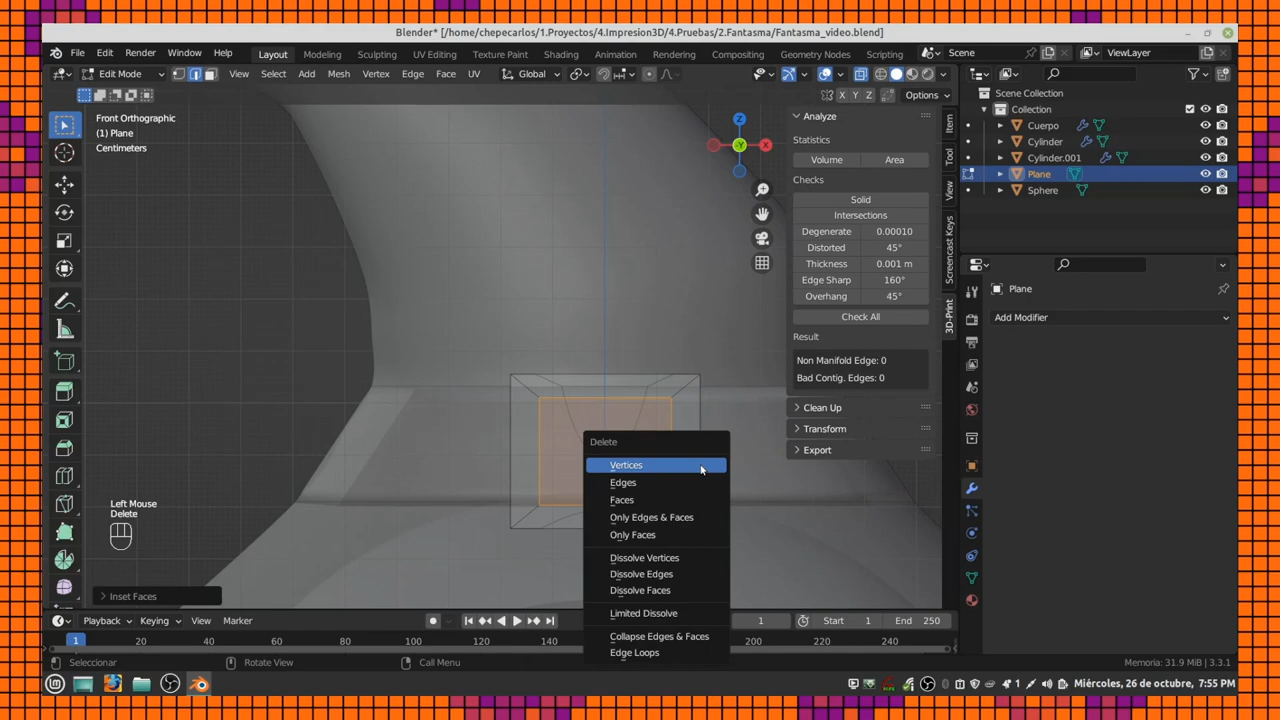 Blender* [/home/chepecarlos/1.Proyectos/4.Impresion3D/4.Pruebas/2.Fantasma/Fantasma_video.blend]
File Edit Render Window Help Layout Modeling Sculpting UV Editing Texture Paint Shading Animation Rendering Compositing Geometry Nodes Scripting Scene ViewLayer
Edit Mode View Select Add Mesh Vertex Edge Face UV Global
X Y Z Options
Front Orthographic
(1) Plane
Centimeters
Z
-Y
X
Analyze
Statistics
Volume Area
Checks
Solid
Intersections
Degenerate 0.00010
Distorted 45°
Thickness 0.001 m
Edge Sharp 160°
Overhang 45°
Check All
Result
Non Manifold Edge: 0
Bad Contig. Edges: 0
Clean Up
Transform
Export
Item
Tool
View
Screencast Keys
3D-Print
Scene Collection
Collection
Cuerpo
Cylinder
Cylinder.001
Plane
Sphere
Plane
Add Modifier
Delete
Vertices
Edges
Faces
Only Edges & Faces
Only Faces
Dissolve Vertices
Dissolve Edges
Dissolve Faces
Limited Dissolve
Collapse Edges & Faces
Edge Loops
Left Mouse
Delete
Inset Faces
Playback Keying View Marker 1 Start 1 End 250
1 20 40 60 80 100 120 140 200 220 240
Seleccionar Rotate View Call Menu Memoria: 31.9 MiB | 3.3.1
1 Miércoles, 26 de octubre, 7:55 PM